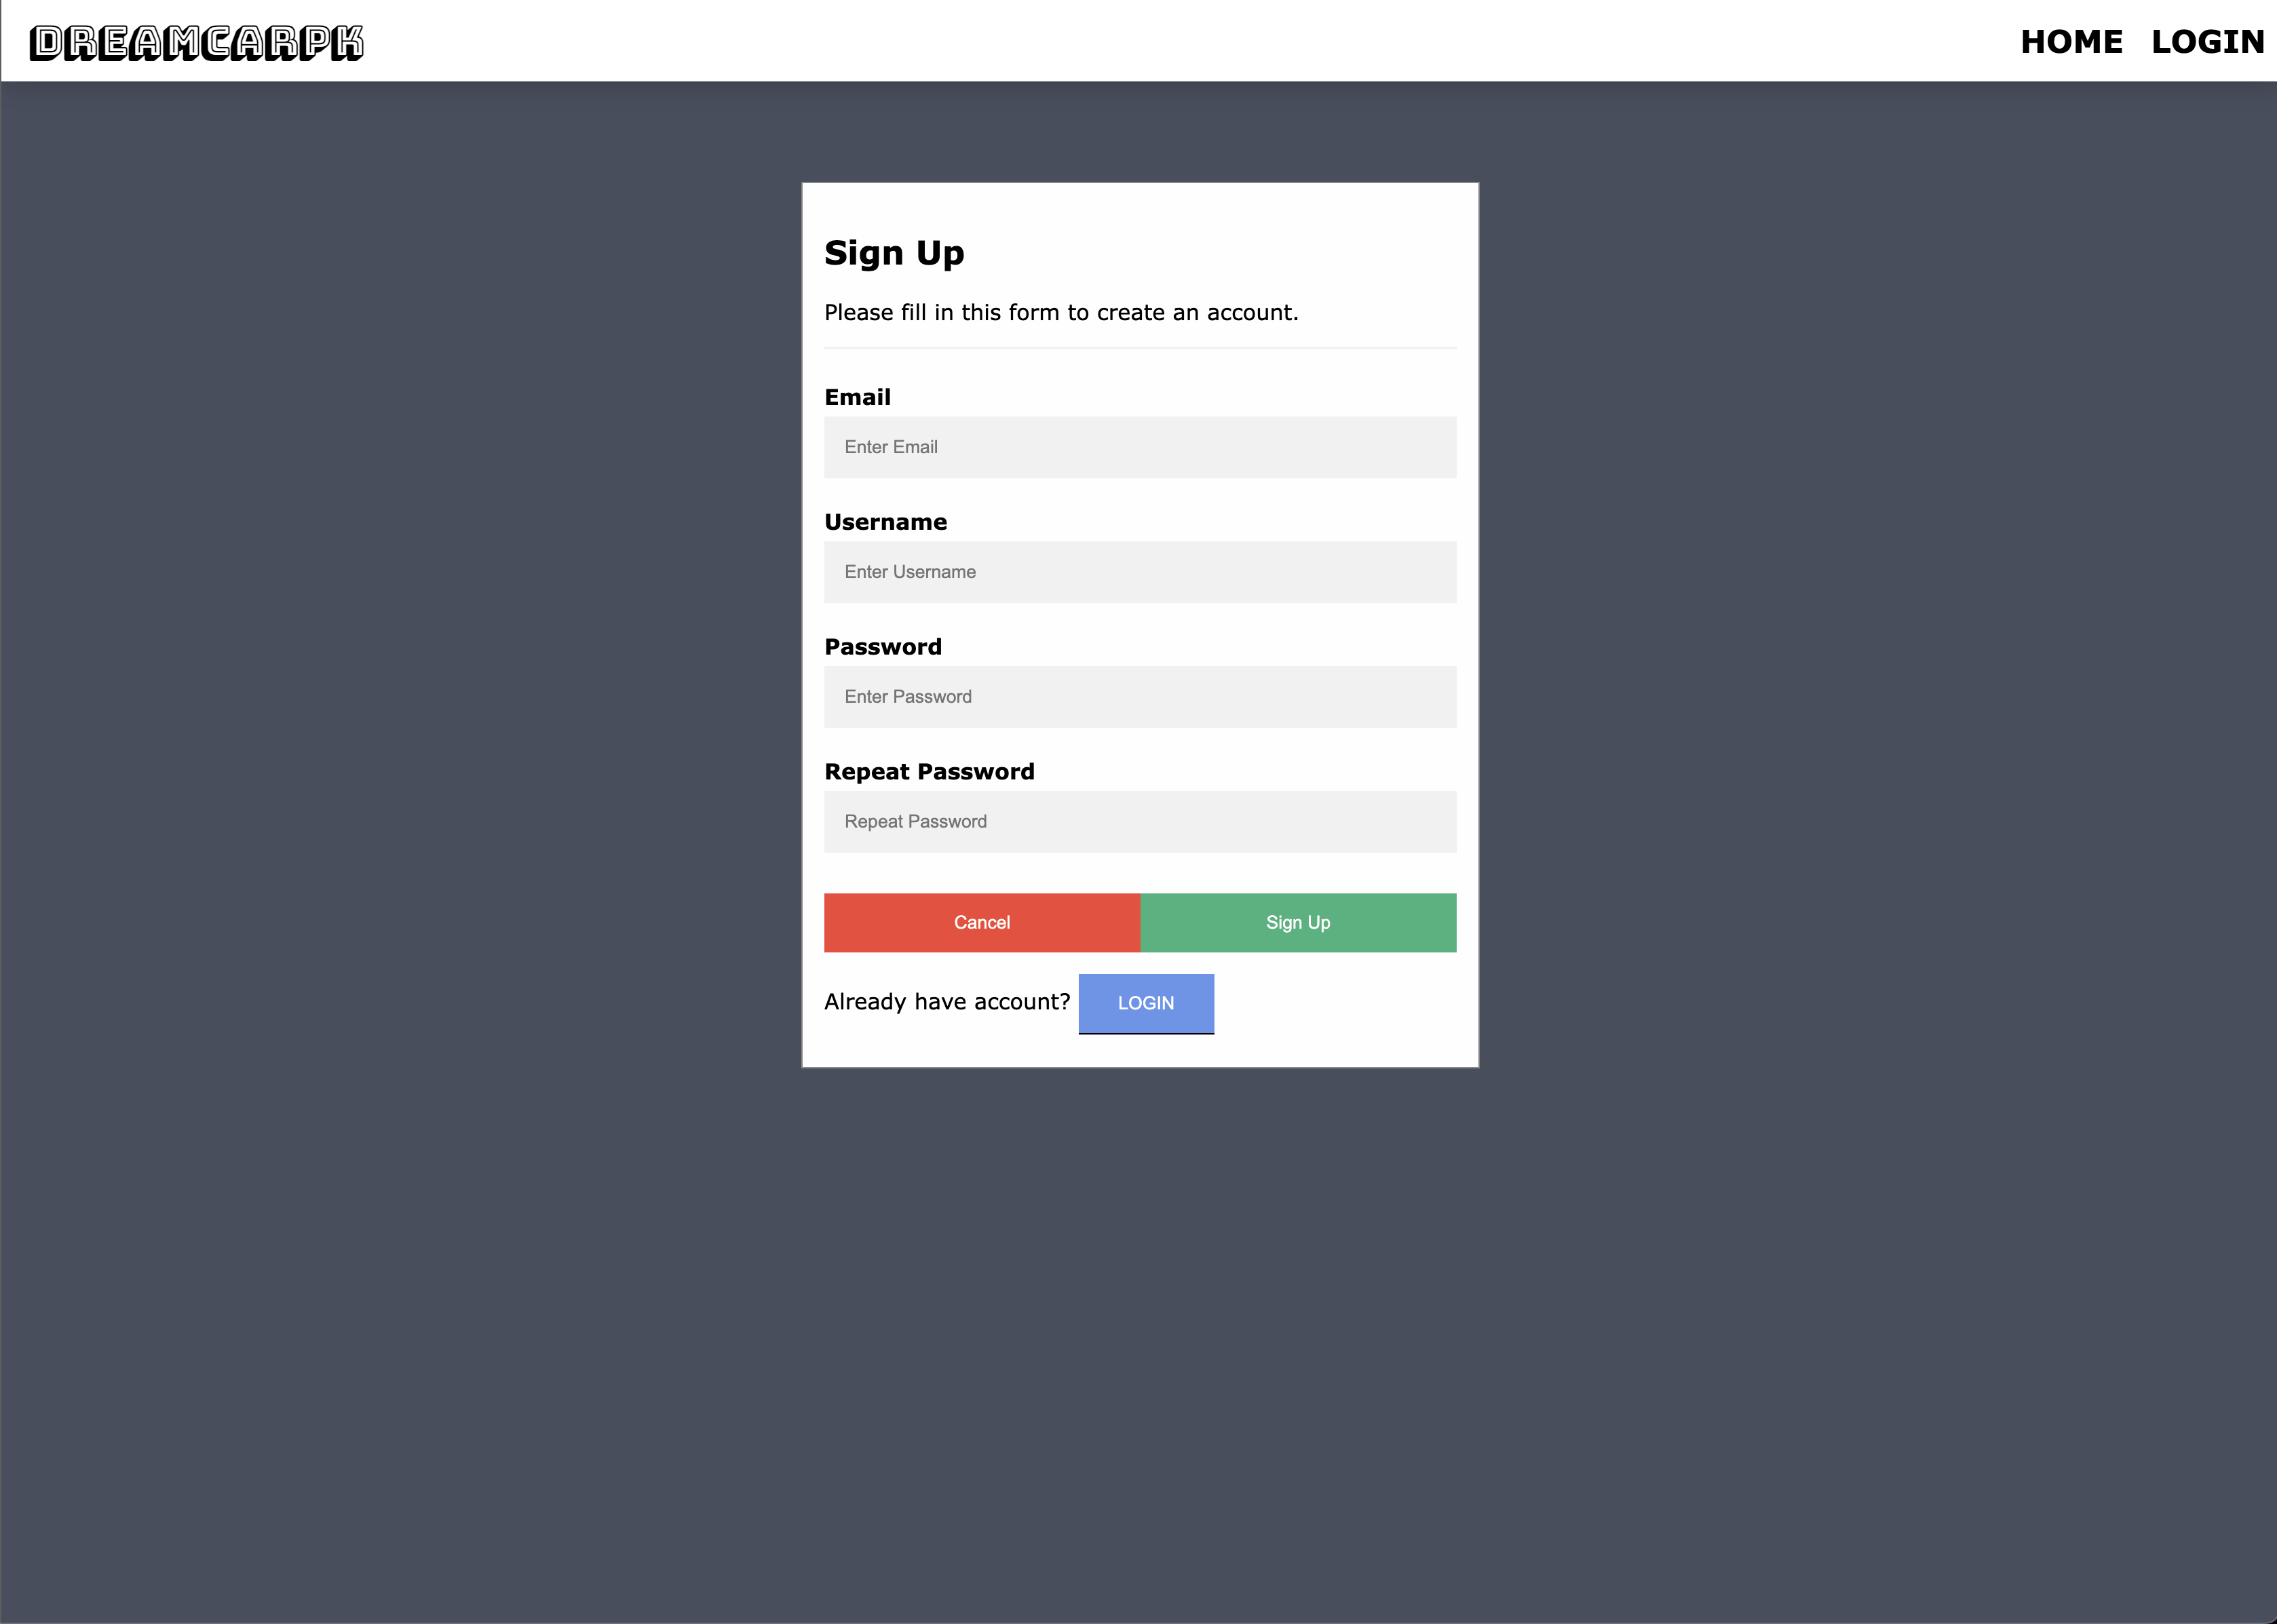 DREAMCARPK
HOME LOGIN
Sign Up
Please fill in this form to create an account.
Email
Enter Email
Username
Enter Username
Password
Enter Password
Repeat Password
Repeat Password
Cancel Sign Up
Already have account? LOGIN